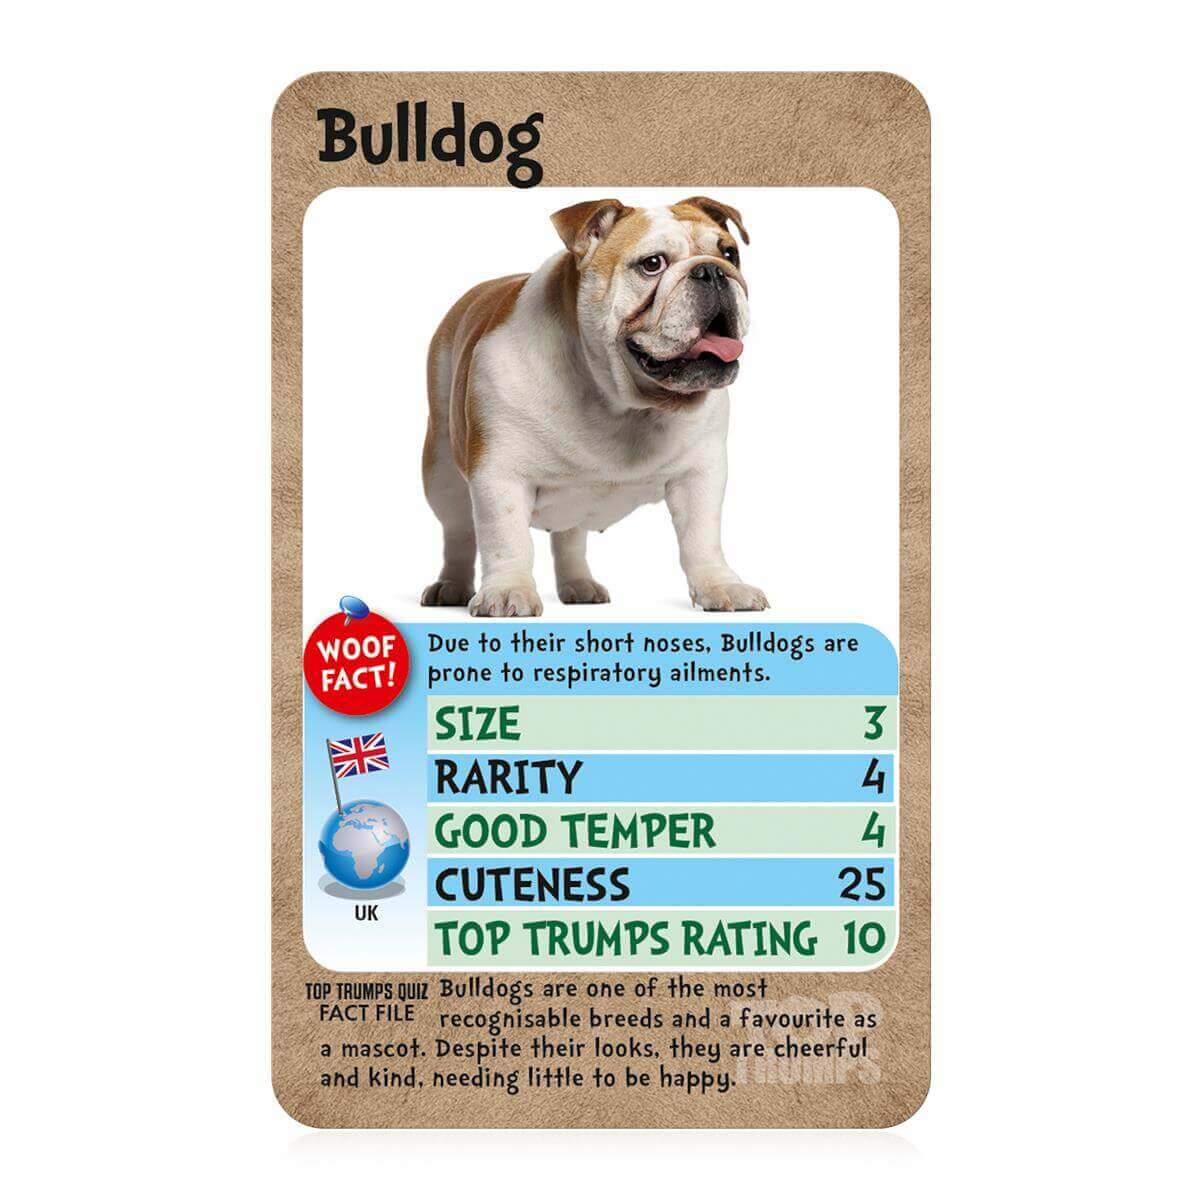 Bulldog
WOOF
FACT!
Due to their short noses, Bulldogs are
prone to respiratory ailments.
SIZE 3
RARITY 4
GOOD TEMPER 4
CUTENESS 25
TOP TRUMPS RATING 10
UK
TOP TRUMPS QUIZ
FACT FILE
Bulldogs are one of the most
recognisable breeds and a favourite as
a mascot. Despite their looks, they are cheerful
and kind, needing little to be happy.
TOP
TRUMPS